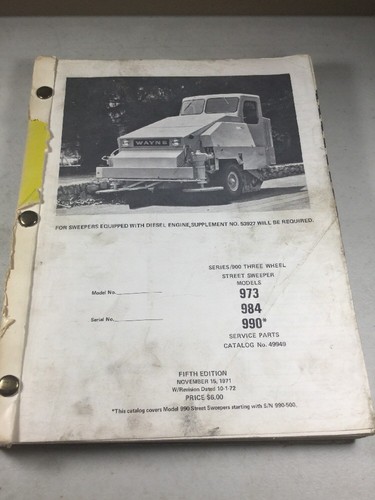 WAYNE
FOR SWEEPERS EQUIPPED WITH DIESEL ENGINE, SUPPLEMENT NO. 53927 WILL BE REQUIRED.
SERIES/900 THREE WHEEL
STREET SWEEPER
MODELS
Model No.
973
984
Serial No.
990*
SERVICE PARTS
CATALOG No. 49949
FIFTH EDITION
NOVEMBER 15, 1971
W/Revision Dated 10-1-72
PRICE $6.00
*This catalog covers Model 990 Street Sweepers starting with S/N 990-500.